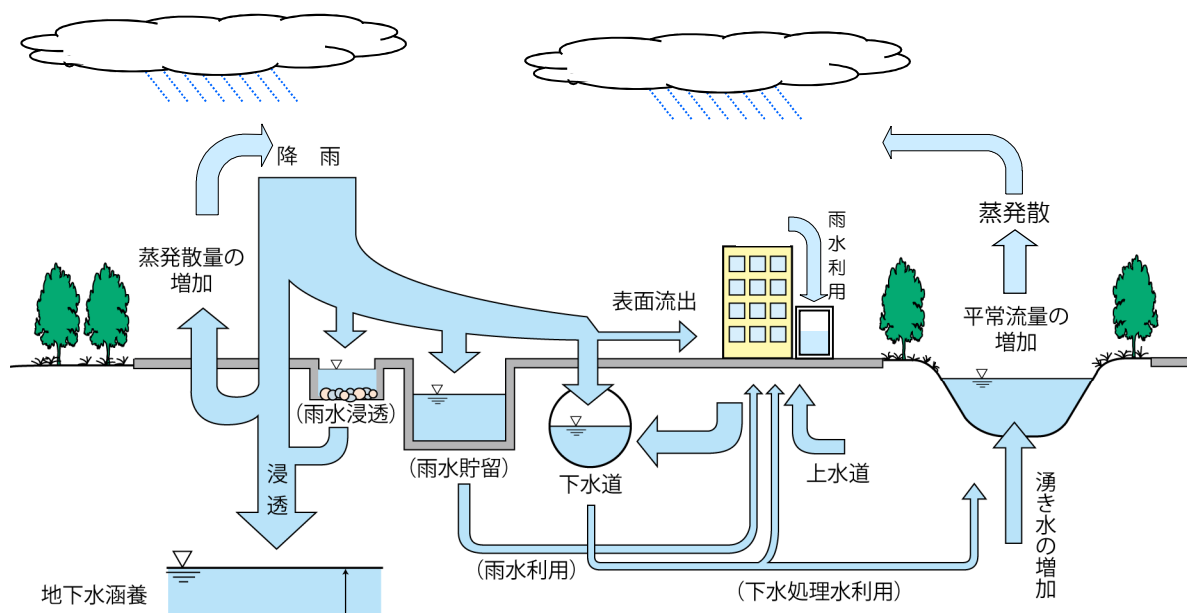 降　雨
蒸発散量の
増加
雨水利用
蒸発散
表面流出
平常流量の
増加
（雨水浸透）
（雨水貯留）
下水道
上水道
浸透
湧き水の増加
（雨水利用）
（下水処理水利用）
地下水涵養